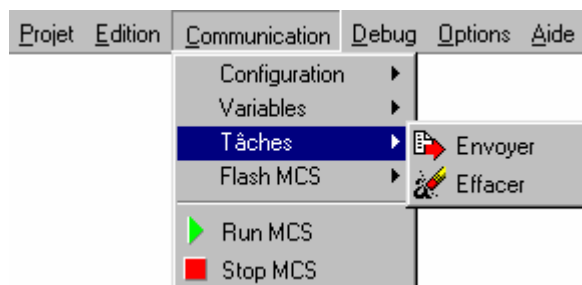 Projet Edition Communication Debug Options Aide
Configuration
Variables
Tâches
Envoyer
Flash MCS
Effacer
Run MCS
Stop MCS